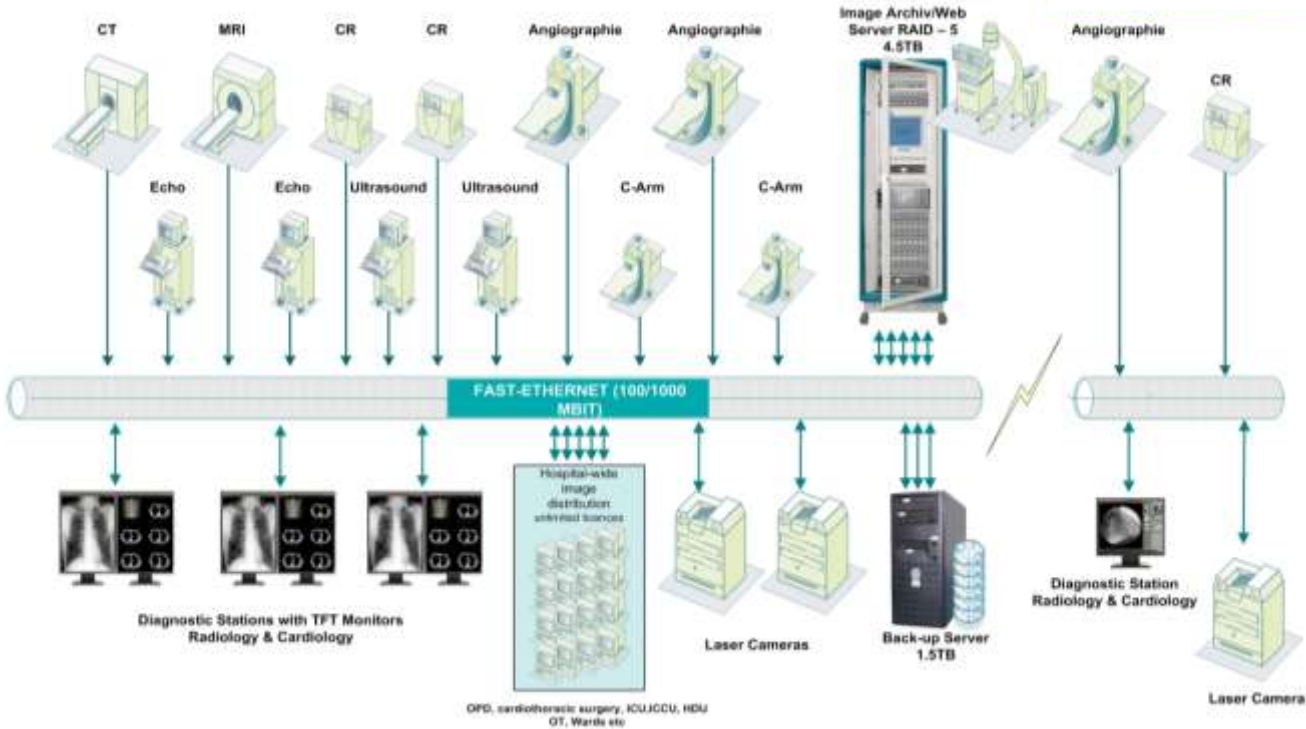 CT
MRI
CR
CR
Angiographie
Angiographie
Image Archiv/Web
Server RAID – 5
4.5TB
Angiographie
CR
Echo
Echo
Ultrasound
Ultrasound
C-Arm
C-Arm
FAST-ETHERNET (100/1000
MBIT)
Hospital-wide
image
distribution
unlimited licences
Diagnostic Stations with TFT Monitors
Radiology & Cardiology
Laser Cameras
Back-up Server
1.5TB
Diagnostic Station
Radiology & Cardiology
Laser Camera
OPD, cardiothoracic surgery, ICU,ICCU, HDU
OT, Wards etc